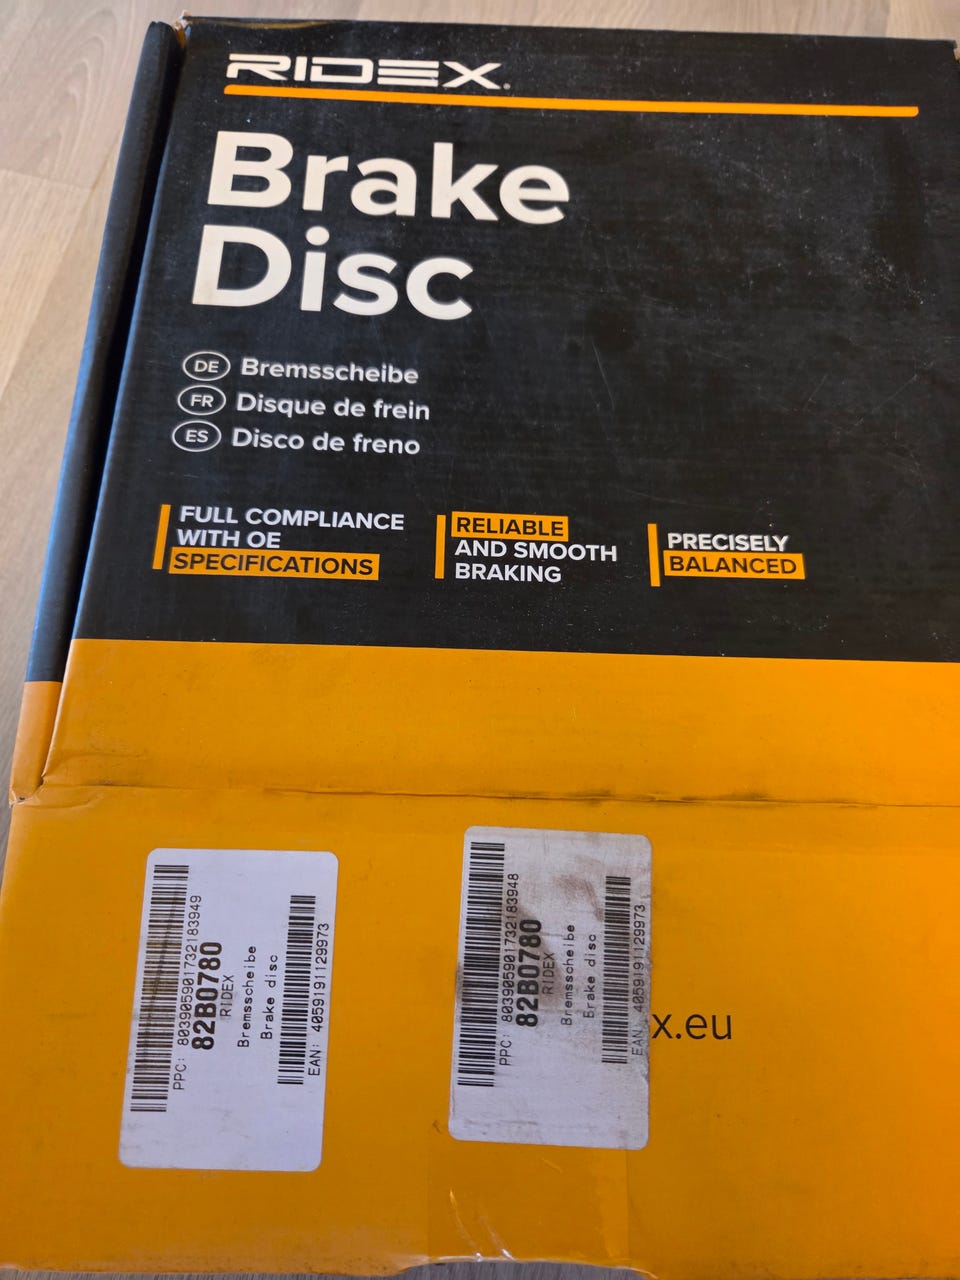 RIDEX
Brake
Disc
DE Bremsscheibe
FR Disque de frein
ES Disco de freno
FULL COMPLIANCE
WITH OE
SPECIFICATIONS
RELIABLE
AND SMOOTH
BRAKING
PRECISELY
BALANCED
PPC: 803905901732183949
82B0780
RIDEX
Bremsscheibe
Brake disc
EAN: 4059191129973
PPC: 803905901732183948
82B0780
RIDEX
Bremsscheibe
Brake disc
EAN: 4059191129973
x.eu